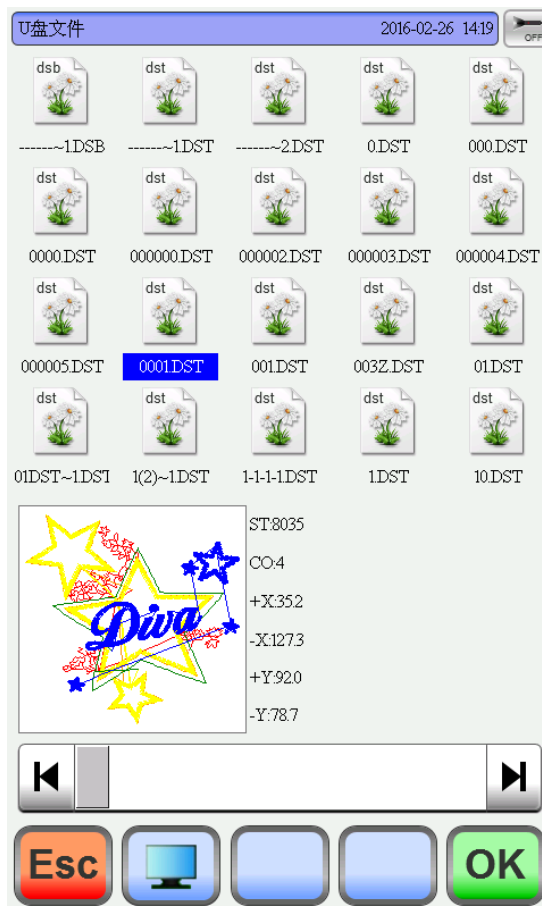 U盘文件 2016-02-26 14:19
OFF
dsb dst dst dst dst
------~1.DSB ------~1.DST ------~2.DST 0.DST 000.DST
dst dst dst dst dst
0000.DST 000000.DST 000002.DST 000003.DST 000004.DST
dst dst dst dst dst
000005.DST 0001.DST 001.DST 003Z.DST 01.DST
dst dst dst dst dst
01DST~1.DST 1(2)~1.DST 1-1-1-1.DST 1.DST 10.DST
Diva
ST:8035
CO:4
+X:35.2
-X:127.3
+Y:92.0
-Y:78.7
Esc OK